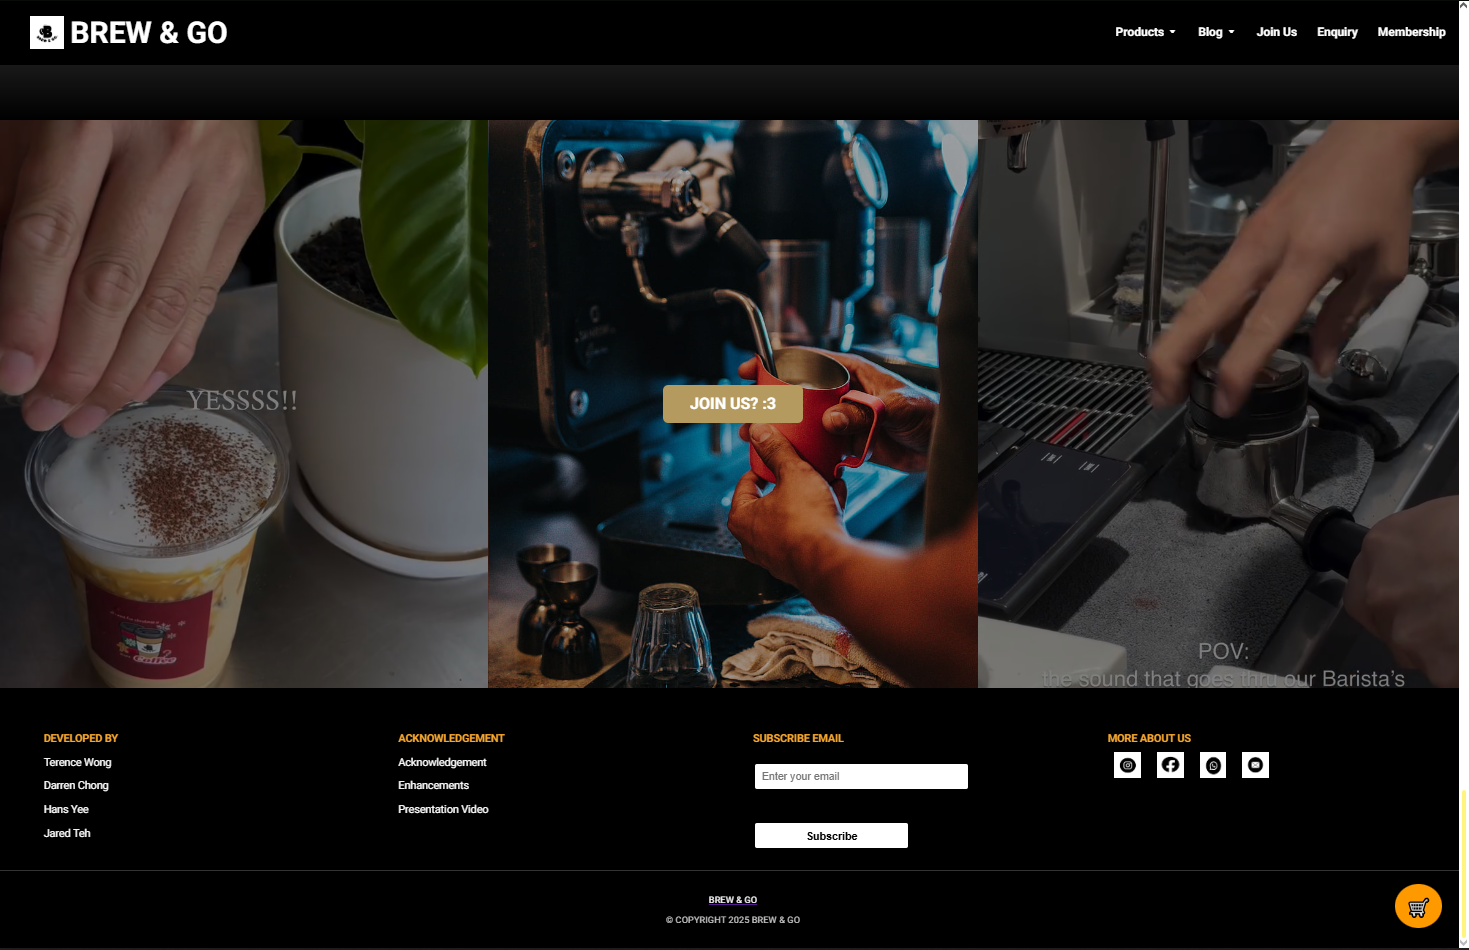 BREW & GO
Products
Blog
Join Us
Enquiry
Membership
YESSSS!!
JOIN US? :3
Coffee
POV:
the sound that goes thru our Barista's
DEVELOPED BY
Terence Wong
Darren Chong
Hans Yee
Jared Teh
ACKNOWLEDGEMENT
Acknowledgement
Enhancements
Presentation Video
SUBSCRIBE EMAIL
Enter your email
Subscribe
MORE ABOUT US
BREW & GO
© COPYRIGHT 2025 BREW & GO